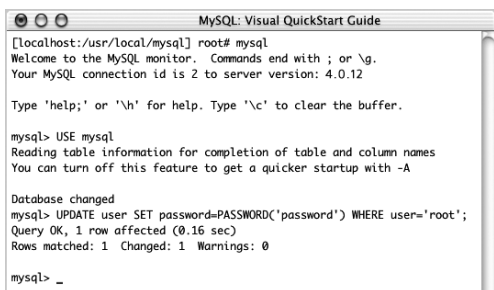 MySQL: Visual QuickStart Guide
[localhost:/usr/local/mysql] root# mysql
Welcome to the MySQL monitor.  Commands end with ; or \g.
Your MySQL connection id is 2 to server version: 4.0.12
Type 'help;' or '\h' for help. Type '\c' to clear the buffer.
mysql> USE mysql
Reading table information for completion of table and column names
You can turn off this feature to get a quicker startup with -A
Database changed
mysql> UPDATE user SET password=PASSWORD('password') WHERE user='root';
Query OK, 1 row affected (0.16 sec)
Rows matched: 1  Changed: 1  Warnings: 0
mysql> _